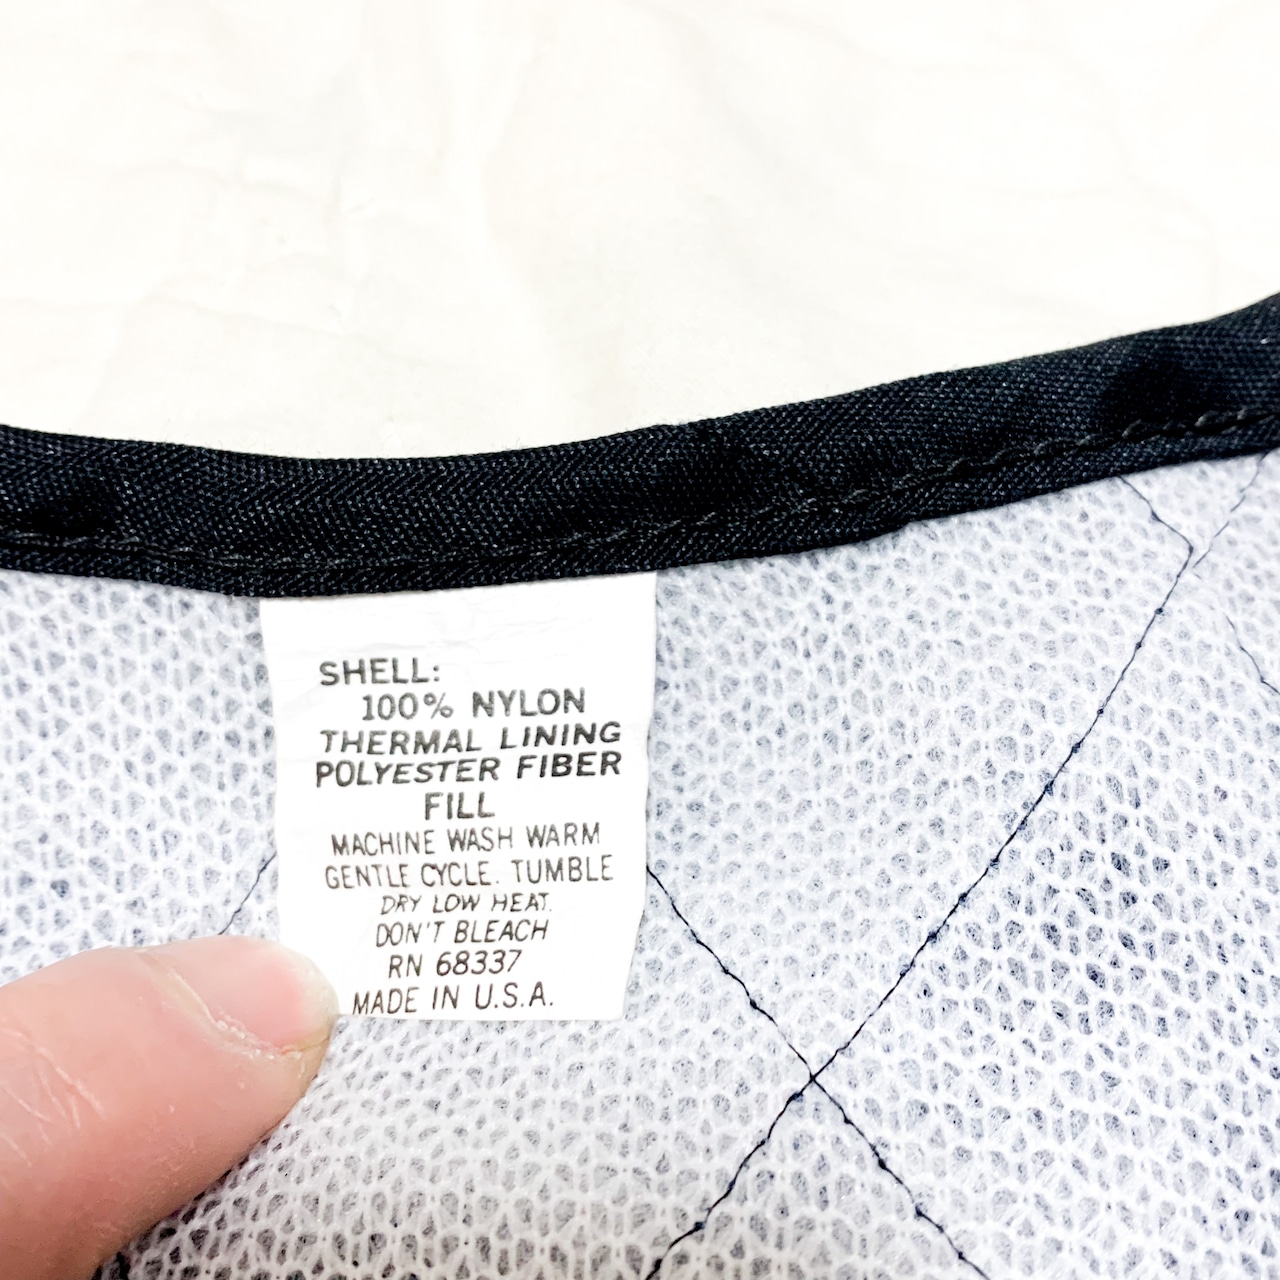 SHELL:
100% NYLON
THERMAL LINING
POLYESTER FIBER
FILL
MACHINE WASH WARM
GENTLE CYCLE. TUMBLE
DRY LOW HEAT.
DON'T BLEACH
RN 68337
MADE IN U.S.A.